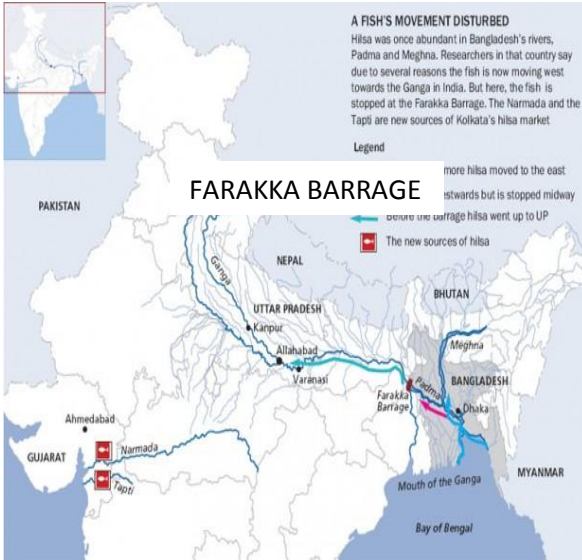 A FISH'S MOVEMENT DISTURBED
Hilsa was once abundant in Bangladesh's rivers,
Padma and Meghna. Researchers in that country say
due to several reasons the fish is now moving west
towards the Ganga in India. But here, the fish is
stopped at the Farakka Barrage. The Narmada and the
Tapti are new sources of Kolkata's hilsa market
Legend
more hilsa moved to the east
FARAKKA BARRAGE
estwards but is stopped midway
Before the barrage hilsa went up to UP
The new sources of hilsa
PAKISTAN
NEPAL
BHUTAN
Ganga
UTTAR PRADESH
Kanpur
Allahabad
Varanasi
Meghna
BANGLADESH
Padma
Farakka
Barrage
Dhaka
Ahmedabad
Narmada
GUJARAT
Tapti
MYANMAR
Mouth of the Ganga
Bay of Bengal